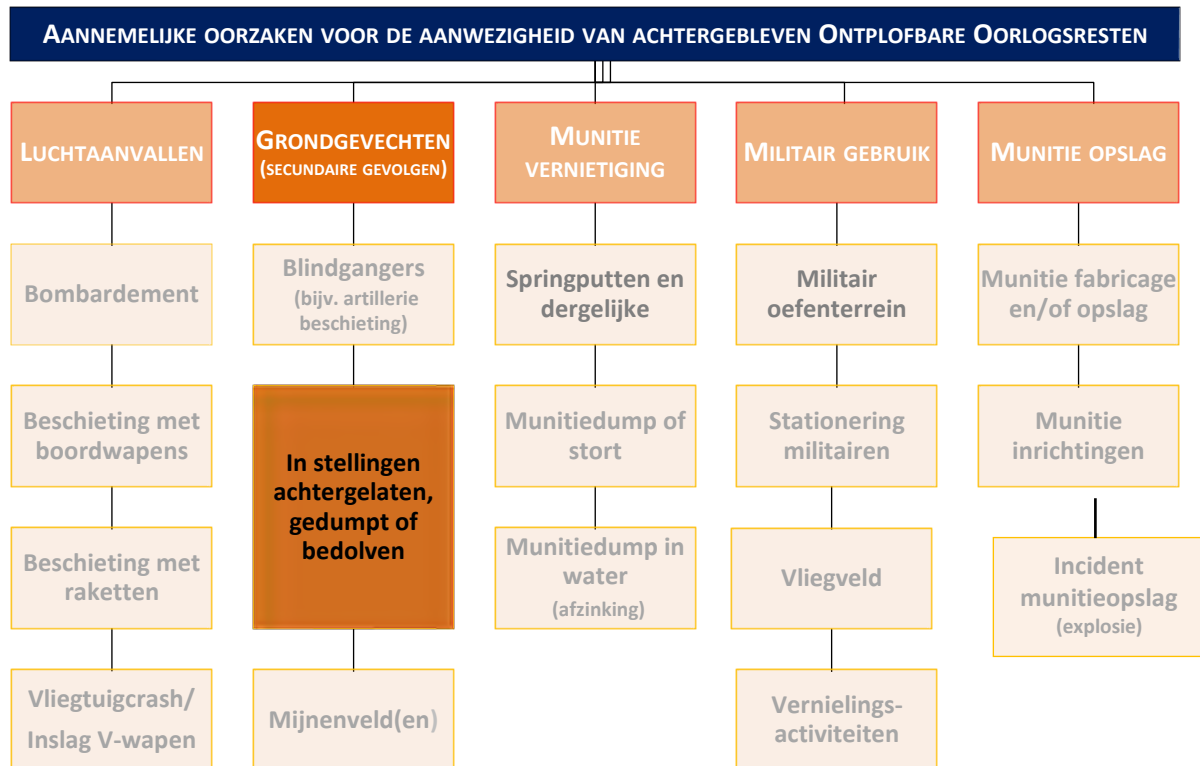 AANNEMELIJKE OORZAKEN VOOR DE AANWEZIGHEID VAN ACHTERGEBLEVEN ONTPLOFBARE OORLOGSRESTEN
LUCHTAANVALLEN
GRONDGEVECHTEN
(SECUNDAIRE GEVOLGEN)
MUNITIE
VERNIETIGING
MILITAIR GEBRUIK
MUNITIE OPSLAG
Bombardement
Blindgangers
(bijv. artillerie
beschieting)
Springputten en
dergelijke
Militair
oefenterrein
Munitie fabricage
en/of opslag
Beschieting met
boordwapens
In stellingen
achtergelaten,
gedumpt of
bedolven
Munitiedump of
stort
Stationering
militairen
Munitie
inrichtingen
Beschieting met
raketten
Munitiedump in
water
(afzinking)
Vliegveld
Incident
munitieopslag
(explosie)
Vliegtuigcrash/
Inslag V-wapen
Mijnenveld(en)
Vernielings-
activiteiten